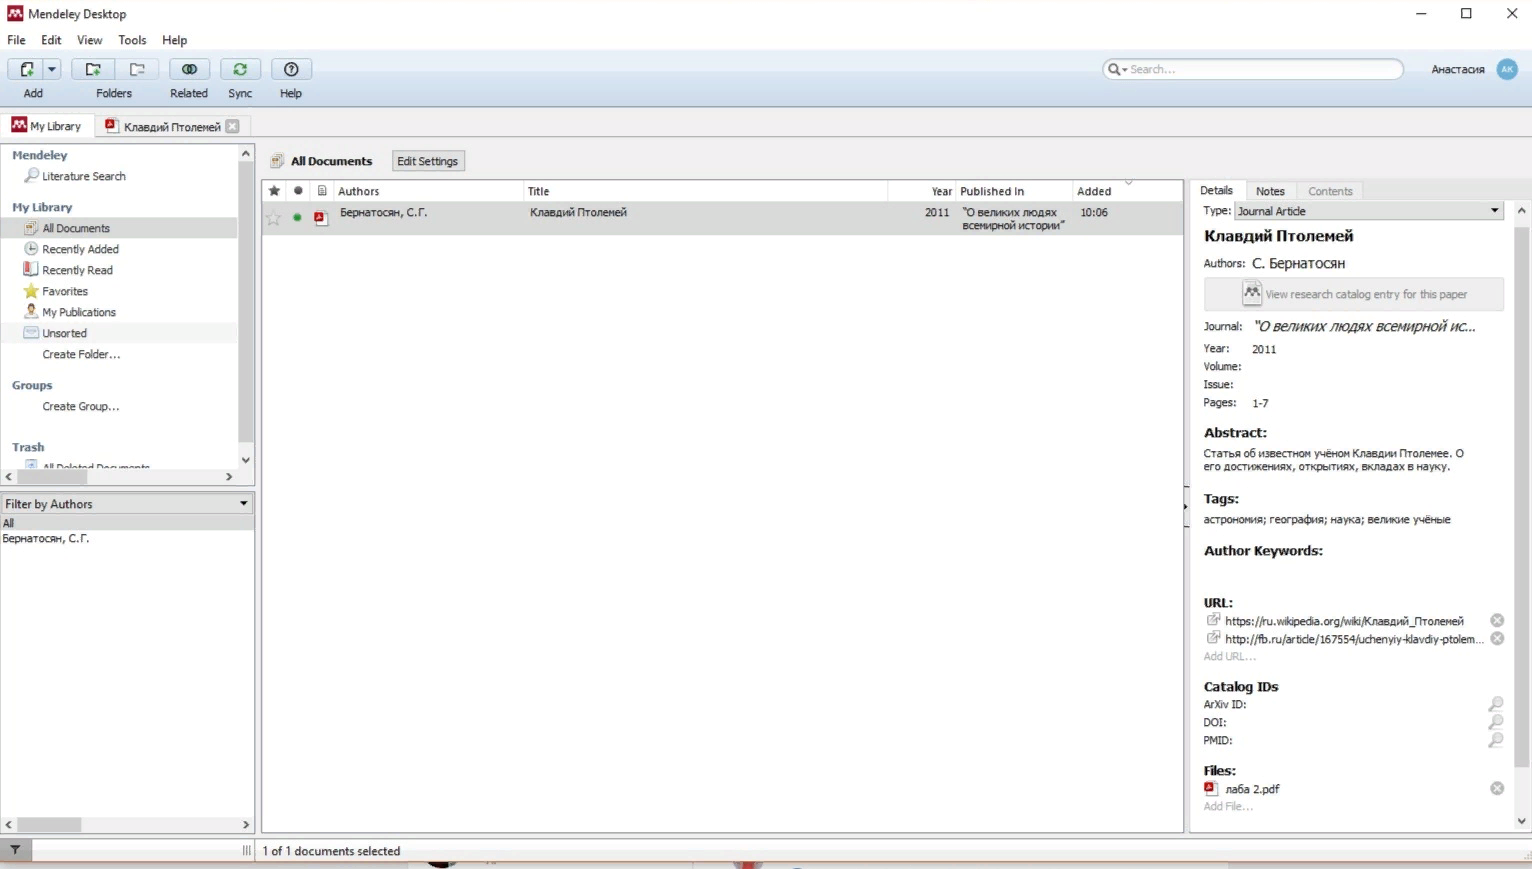 Mendeley Desktop
File Edit View Tools Help
Search...
Анастасия AK
Add Folders Related Sync Help
My Library Клавдий Птолемей
Mendeley
Literature Search
My Library
All Documents
Recently Added
Recently Read
Favorites
My Publications
Unsorted
Create Folder...
Groups
Create Group...
Trash
All Deleted Documents
Filter by Authors
All
Бернатосян, С.Г.
All Documents Edit Settings
Authors Title Year Published In Added
Бернатосян, С.Г. Клавдий Птолемей 2011 "О великих людях 10:06
всемирной истории"
Details Notes Contents
Type: Journal Article
Клавдий Птолемей
Authors: С. Бернатосян
View research catalog entry for this paper
Journal: "О великих людях всемирной ис...
Year: 2011
Volume:
Issue:
Pages: 1-7
Abstract:
Статья об известном учёном Клавдии Птолемее. О
его достижениях, открытиях, вкладах в науку.
Tags:
астрономия; география; наука; великие учёные
Author Keywords:
URL:
https://ru.wikipedia.org/wiki/Клавдий_Птолемей
http://fb.ru/article/167554/uchenyiy-klavdiy-ptolem...
Add URL...
Catalog IDs
ArXiv ID:
DOI:
PMID:
Files:
лаба 2.pdf
Add File...
1 of 1 documents selected